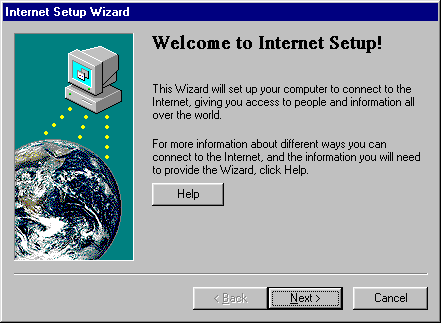 Internet Setup Wizard
Welcome to Internet Setup!
This Wizard will set up your computer to connect to the
Internet, giving you access to people and information all
over the world.
For more information about different ways you can
connect to the Internet, and the information you will need
to provide the Wizard, click Help.
Help
< Back
Next >
Cancel